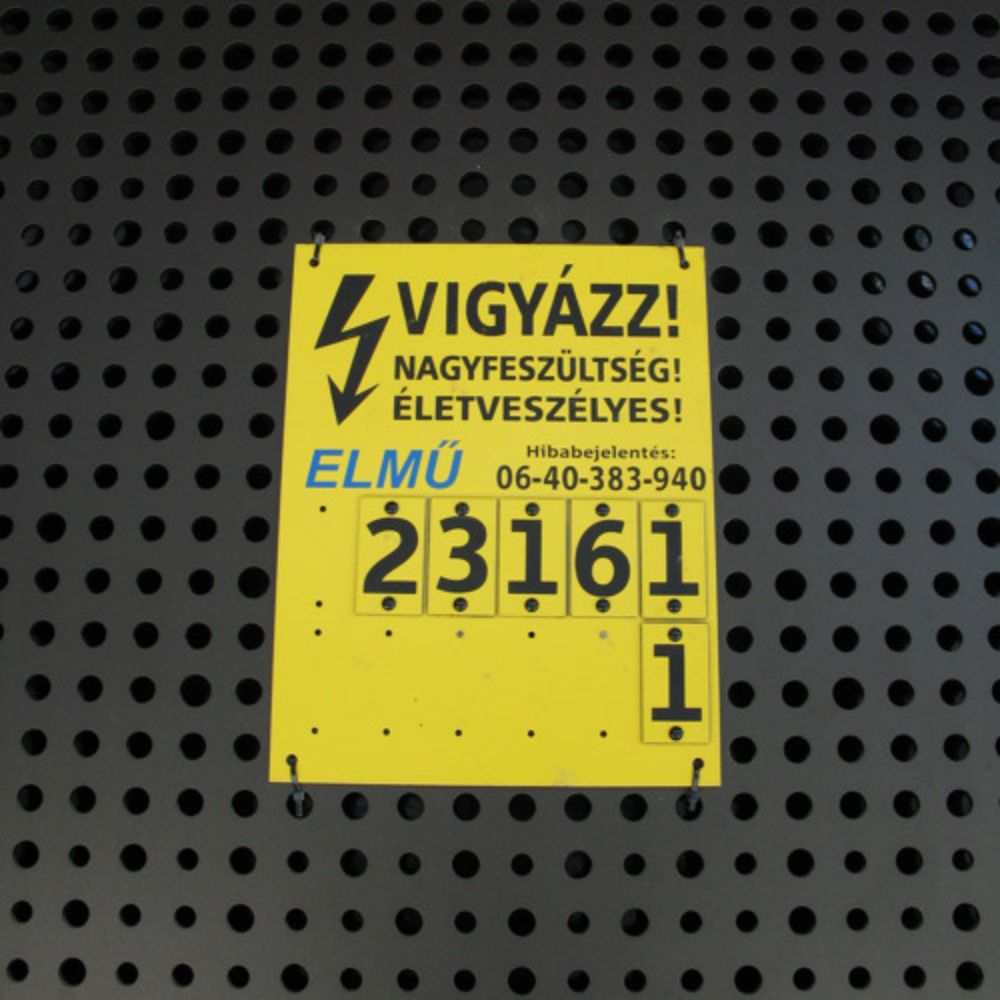 VIGYÁZZ!
NAGYFESZÜLTSÉG!
ÉLETVESZÉLYES!
ELMŰ
Hibabejelentés:
06-40-383-940
23161
1